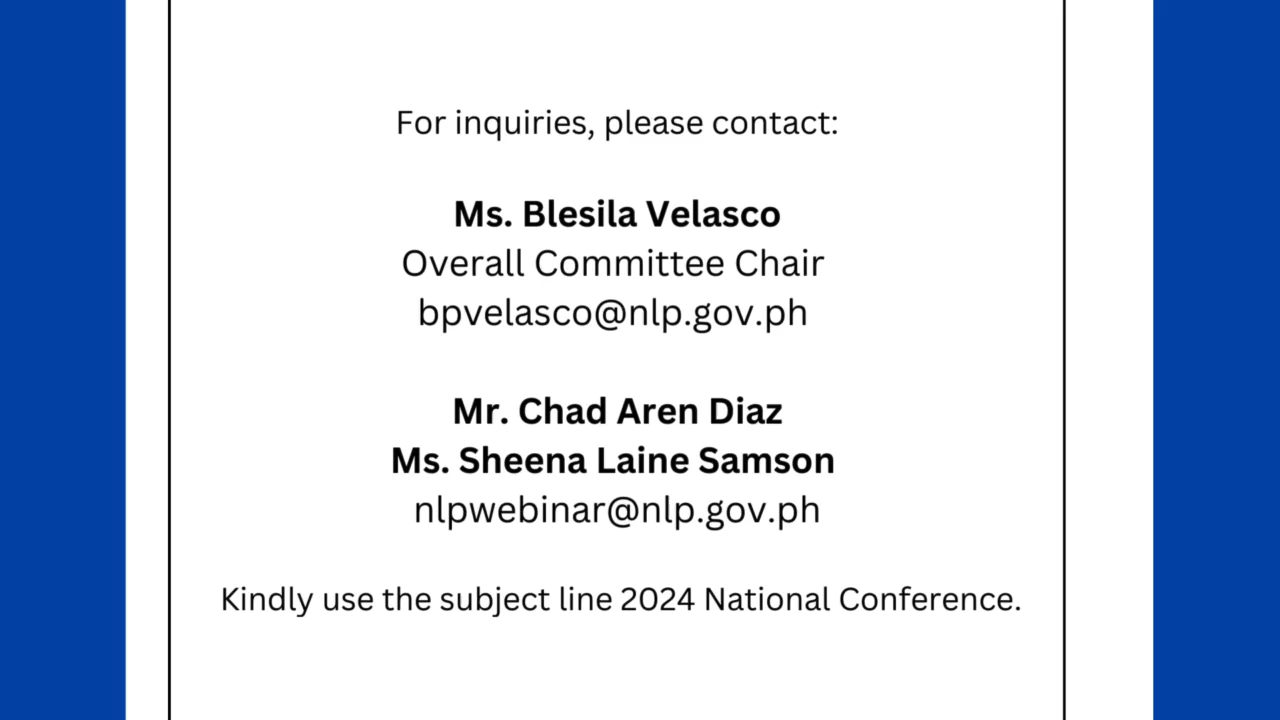 For inquiries, please contact:
Ms. Blesila Velasco
Overall Committee Chair
bpvelasco@nlp.gov.ph
Mr. Chad Aren Diaz
Ms. Sheena Laine Samson
nlpwebinar@nlp.gov.ph
Kindly use the subject line 2024 National Conference.